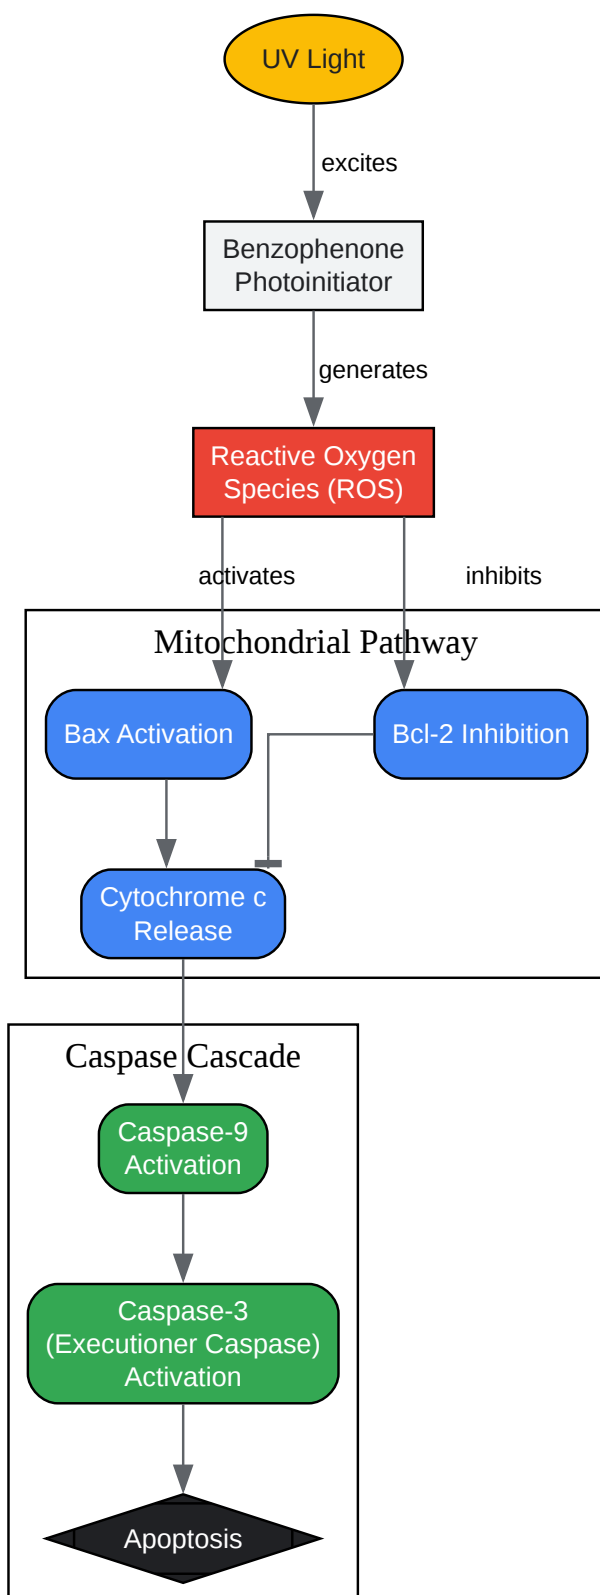 UV Light
excites
Benzophenone
Photoinitiator
generates
Reactive Oxygen
Species (ROS)
activates
inhibits
Mitochondrial Pathway
Bax Activation
Bcl-2 Inhibition
Cytochrome c
Release
Caspase Cascade
Caspase-9
Activation
Caspase-3
(Executioner Caspase)
Activation
Apoptosis